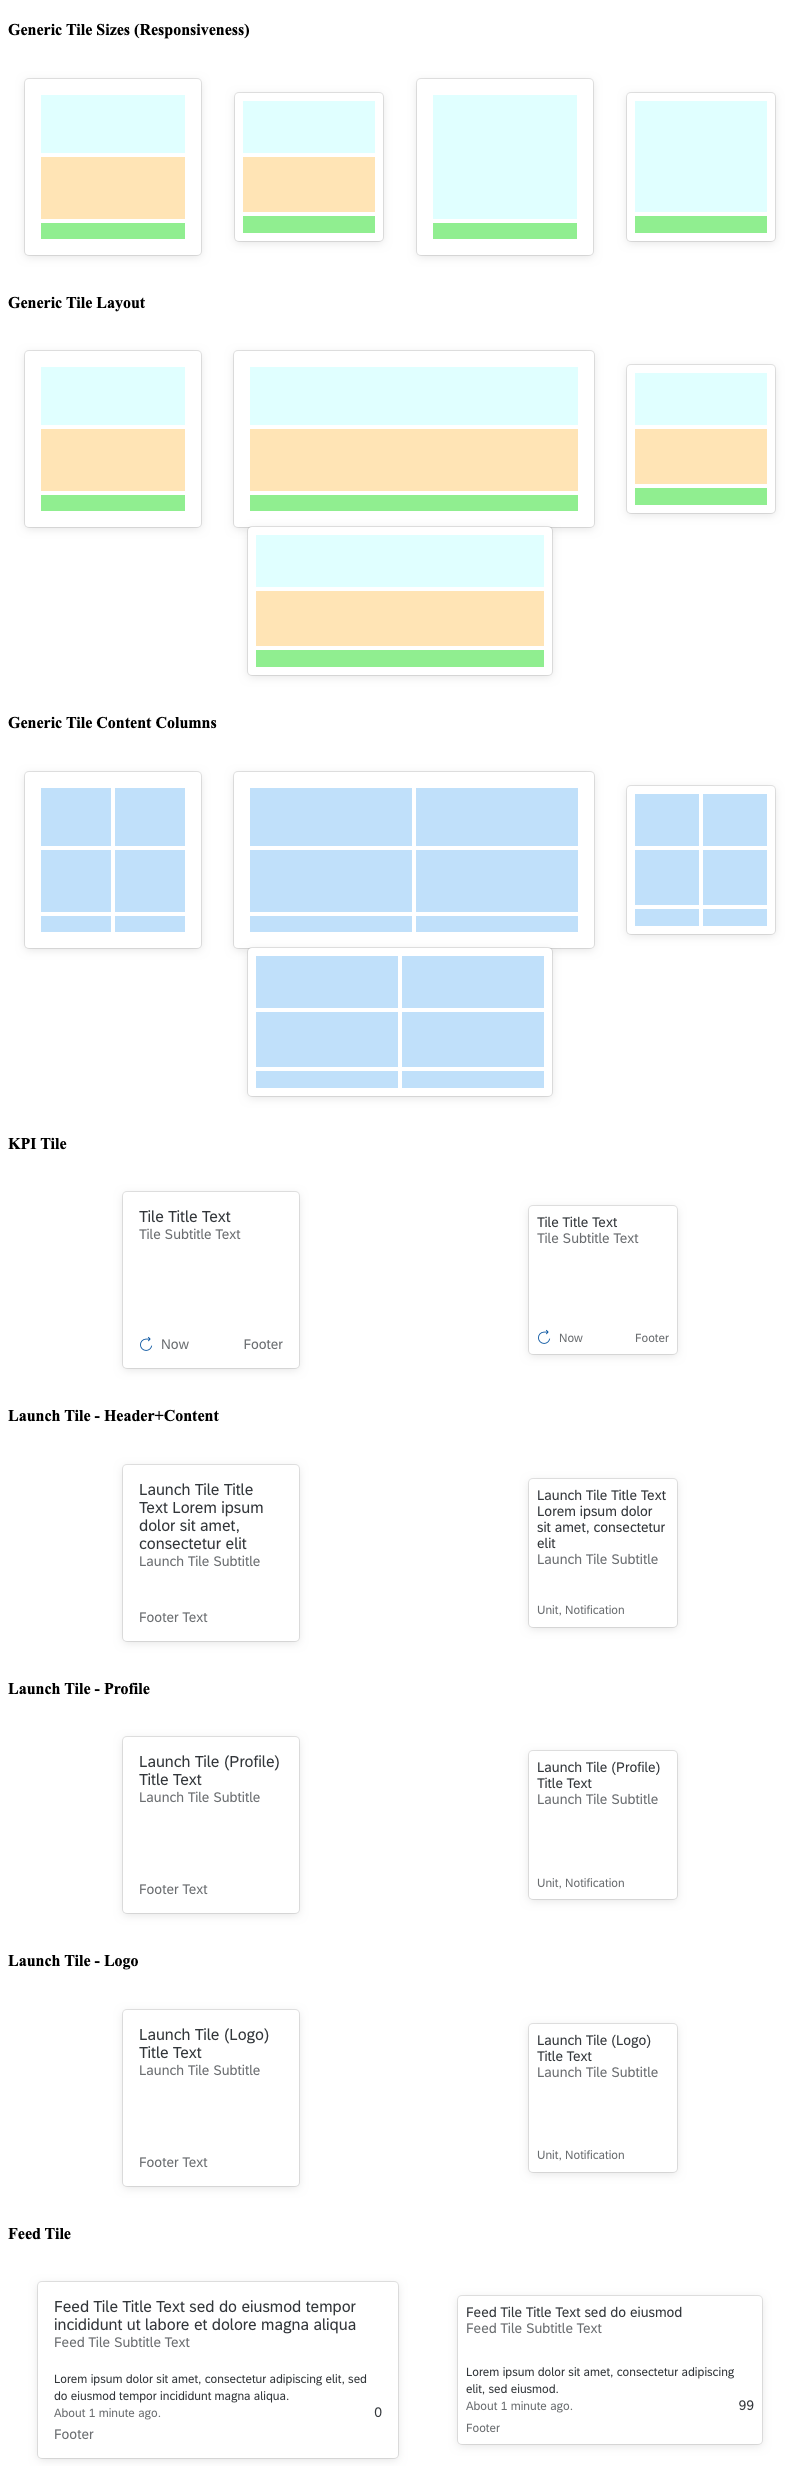 Generic Tile Sizes (Responsiveness)
Generic Tile Layout
Generic Tile Content Columns
KPI Tile
Tile Title Text
Tile Subtitle Text
Now Footer
Tile Title Text
Tile Subtitle Text
Now Footer
Launch Tile - Header+Content
Launch Tile Title
Text Lorem ipsum
dolor sit amet,
consectetur elit
Launch Tile Subtitle
Footer Text
Launch Tile Title Text
Lorem ipsum dolor
sit amet, consectetur
elit
Launch Tile Subtitle
Unit, Notification
Launch Tile - Profile
Launch Tile (Profile)
Title Text
Launch Tile Subtitle
Footer Text
Launch Tile (Profile)
Title Text
Launch Tile Subtitle
Unit, Notification
Launch Tile - Logo
Launch Tile (Logo)
Title Text
Launch Tile Subtitle
Footer Text
Launch Tile (Logo)
Title Text
Launch Tile Subtitle
Unit, Notification
Feed Tile
Feed Tile Title Text sed do eiusmod tempor
incididunt ut labore et dolore magna aliqua
Feed Tile Subtitle Text
Lorem ipsum dolor sit amet, consectetur adipiscing elit, sed
do eiusmod tempor incididunt magna aliqua.
About 1 minute ago. 0
Footer
Feed Tile Title Text sed do eiusmod
Feed Tile Subtitle Text
Lorem ipsum dolor sit amet, consectetur adipiscing
elit, sed eiusmod.
About 1 minute ago. 99
Footer